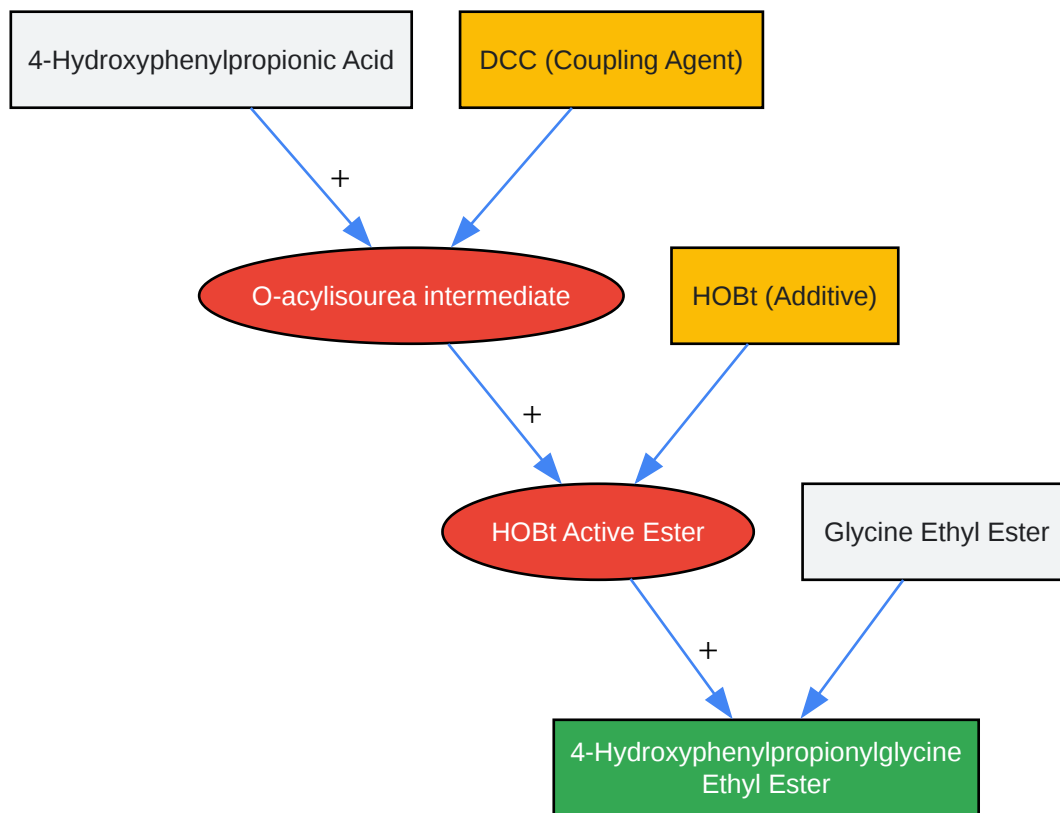 4-Hydroxyphenylpropionic Acid
DCC (Coupling Agent)
+
O-acylisourea intermediate
HOBt (Additive)
+
HOBt Active Ester
Glycine Ethyl Ester
+
4-Hydroxyphenylpropionylglycine
Ethyl Ester